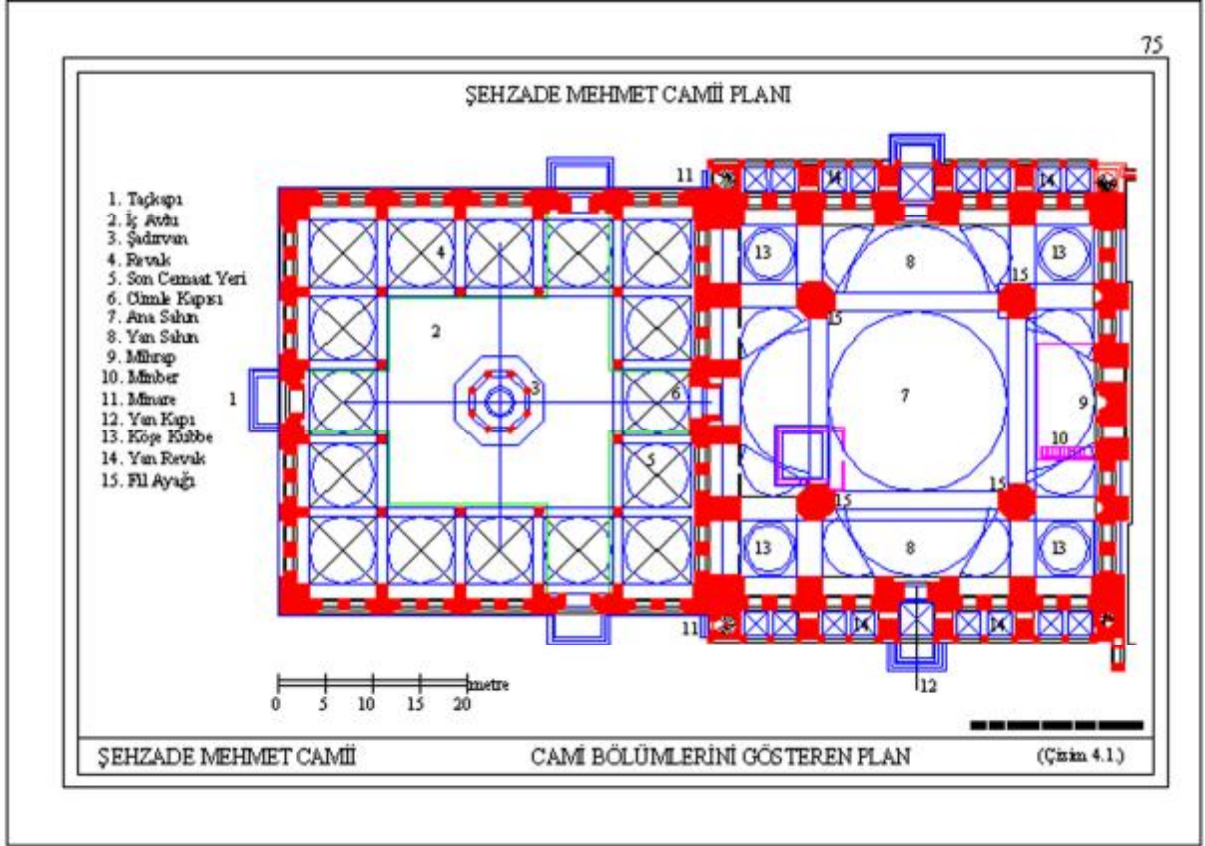 75
ŞEHZADE MEHMET CAMİİ PLANI
1. Taçkapı
2. İç Avlu
3. Şadırvan
4. Revak
5. Son Cemaat Yeri
6. Cümle Kapısı
7. Ana Sahın
8. Yan Sahın
9. Mihrap
10. Minber
11. Minare
12. Yan Kapı
13. Köşe Kubbe
14. Yan Revak
15. Fil Ayağı
11 14 14
4 13 8 13
15
15
2
1 3 6 7 9
10
5
15 15
13 8 13
11 14 14
12
metre
0 5 10 15 20
ŞEHZADE MEHMET CAMİİ CAMİ BÖLÜMLERİNİ GÖSTEREN PLAN (Çizim 4.1.)